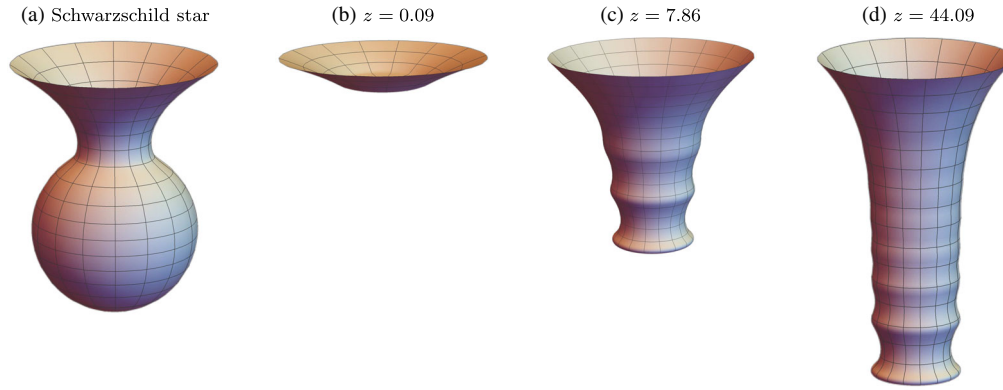 (a) Schwarzschild star
(b) z = 0.09
(c) z = 7.86
(d) z = 44.09